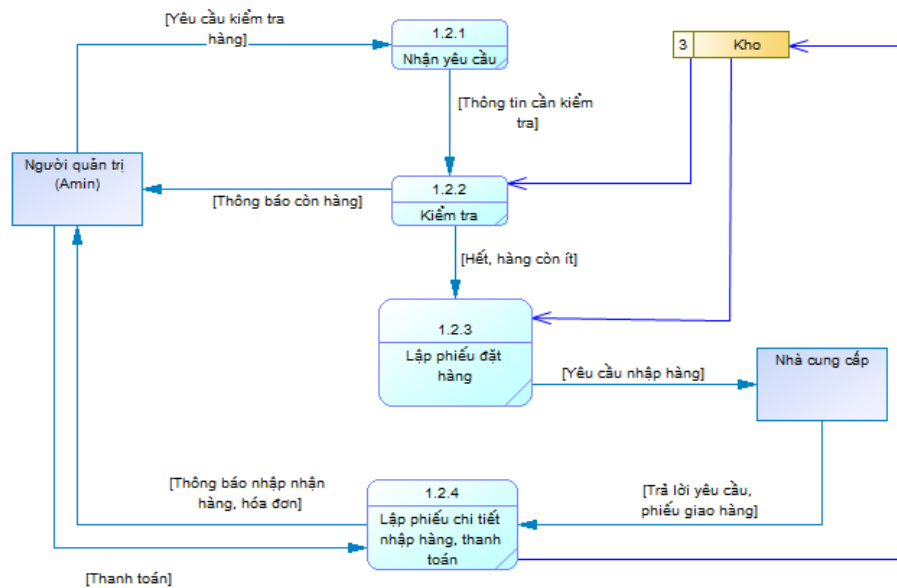 [Yêu cầu kiểm tra
hàng]
1.2.1
Nhận yêu cầu
3
Kho
[Thông tin cần kiểm
tra]
Người quản trị
(Amin)
1.2.2
Kiểm tra
[Thông báo còn hàng]
[Hết, hàng còn ít]
1.2.3
Lập phiếu đặt
hàng
[Yêu cầu nhập hàng]
Nhà cung cấp
[Thông báo nhập nhận
hàng, hóa đơn]
1.2.4
Lập phiếu chi tiết
nhập hàng, thanh
toán
[Trả lời yêu cầu,
phiếu giao hàng]
[Thanh toán]